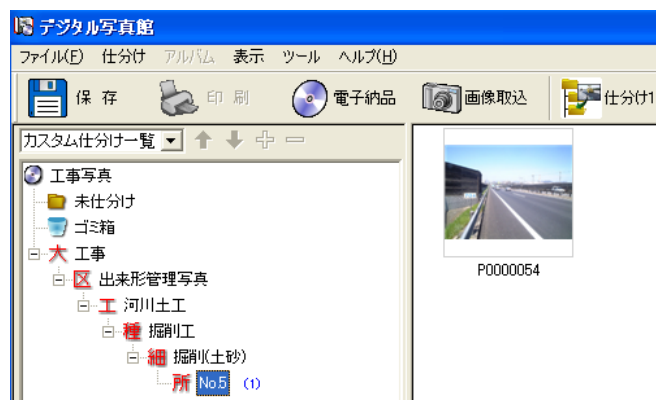 デジタル写真館
ファイル(F) 仕分け アルバム 表示 ツール ヘルプ(H)
保存 印刷 電子納品 画像取込 仕分け1
カスタム仕分け一覧
工事写真
未仕分け
ゴミ箱
大 工事
区 出来形管理写真
工 河川土工
種 掘削工
細 掘削(土砂)
所 No.5 (1)
P0000054